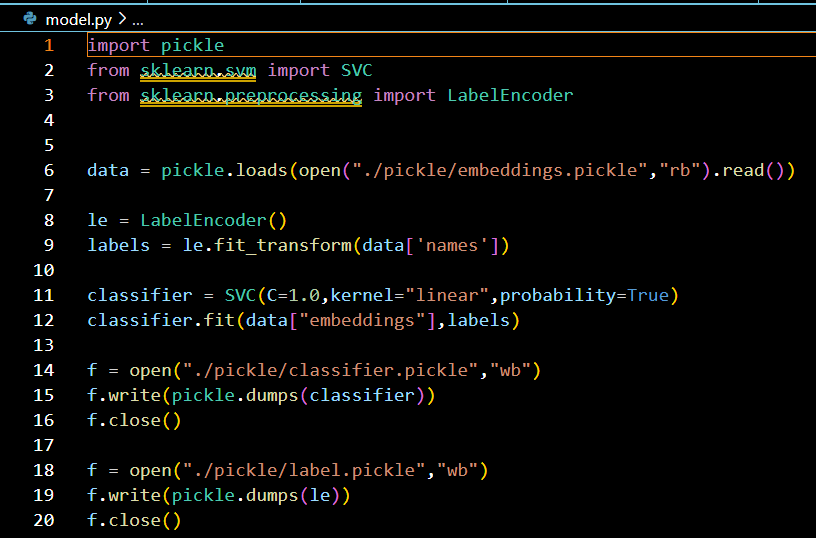 model.py > ...
1 import pickle
2 from sklearn.svm import SVC
3 from sklearn.preprocessing import LabelEncoder
4
5
6 data = pickle.loads(open("./pickle/embeddings.pickle","rb").read())
7
8 le = LabelEncoder()
9 labels = le.fit_transform(data['names'])
10
11 classifier = SVC(C=1.0,kernel="linear",probability=True)
12 classifier.fit(data["embeddings"],labels)
13
14 f = open("./pickle/classifier.pickle","wb")
15 f.write(pickle.dumps(classifier))
16 f.close()
17
18 f = open("./pickle/label.pickle","wb")
19 f.write(pickle.dumps(le))
20 f.close()